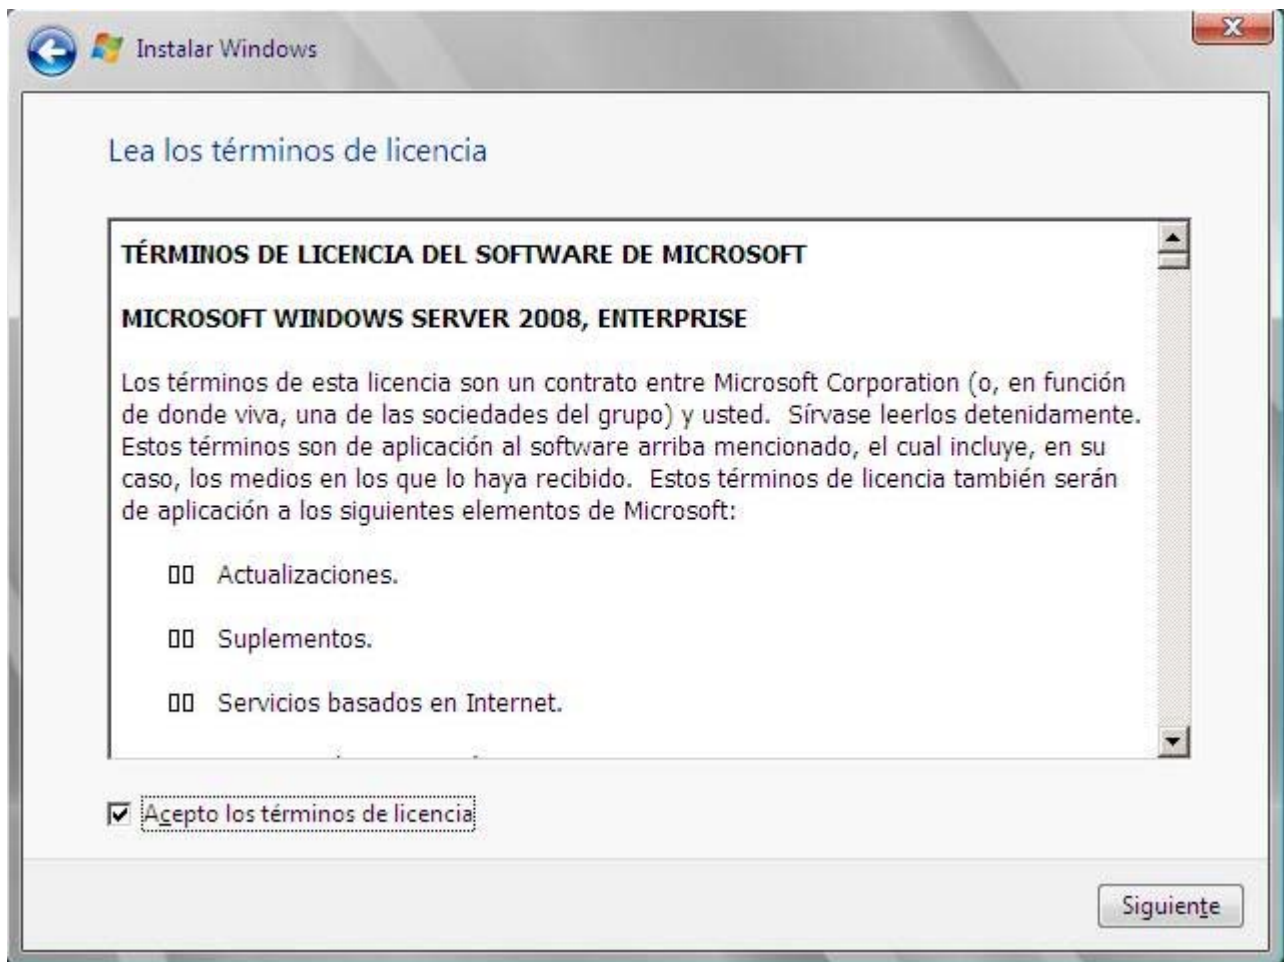 Instalar Windows
Lea los términos de licencia
TÉRMINOS DE LICENCIA DEL SOFTWARE DE MICROSOFT
MICROSOFT WINDOWS SERVER 2008, ENTERPRISE
Los términos de esta licencia son un contrato entre Microsoft Corporation (o, en función
de donde viva, una de las sociedades del grupo) y usted.  Sírvase leerlos detenidamente.
Estos términos son de aplicación al software arriba mencionado, el cual incluye, en su
caso, los medios en los que lo haya recibido.  Estos términos de licencia también serán
de aplicación a los siguientes elementos de Microsoft:
Actualizaciones.
Suplementos.
Servicios basados en Internet.
Acepto los términos de licencia
Siguiente